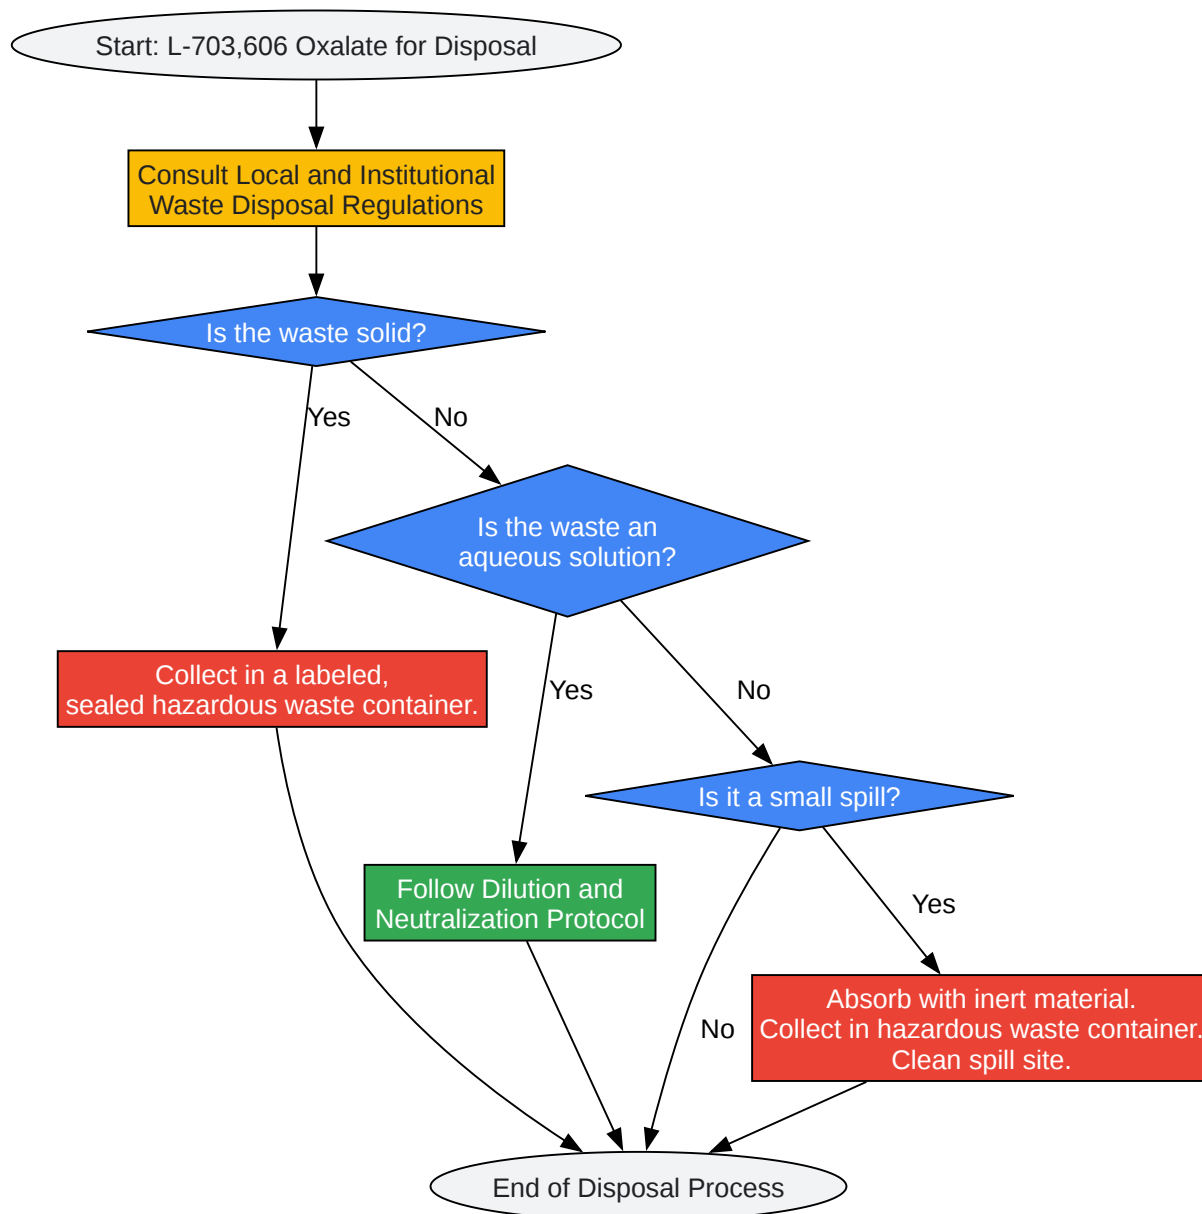 Start: L-703,606 Oxalate for Disposal
Consult Local and Institutional
Waste Disposal Regulations
Is the waste solid?
Yes
No
Is the waste an
aqueous solution?
Collect in a labeled,
sealed hazardous waste container.
Yes
No
Is it a small spill?
Follow Dilution and
Neutralization Protocol
Yes
No
Absorb with inert material.
Collect in hazardous waste container.
Clean spill site.
End of Disposal Process